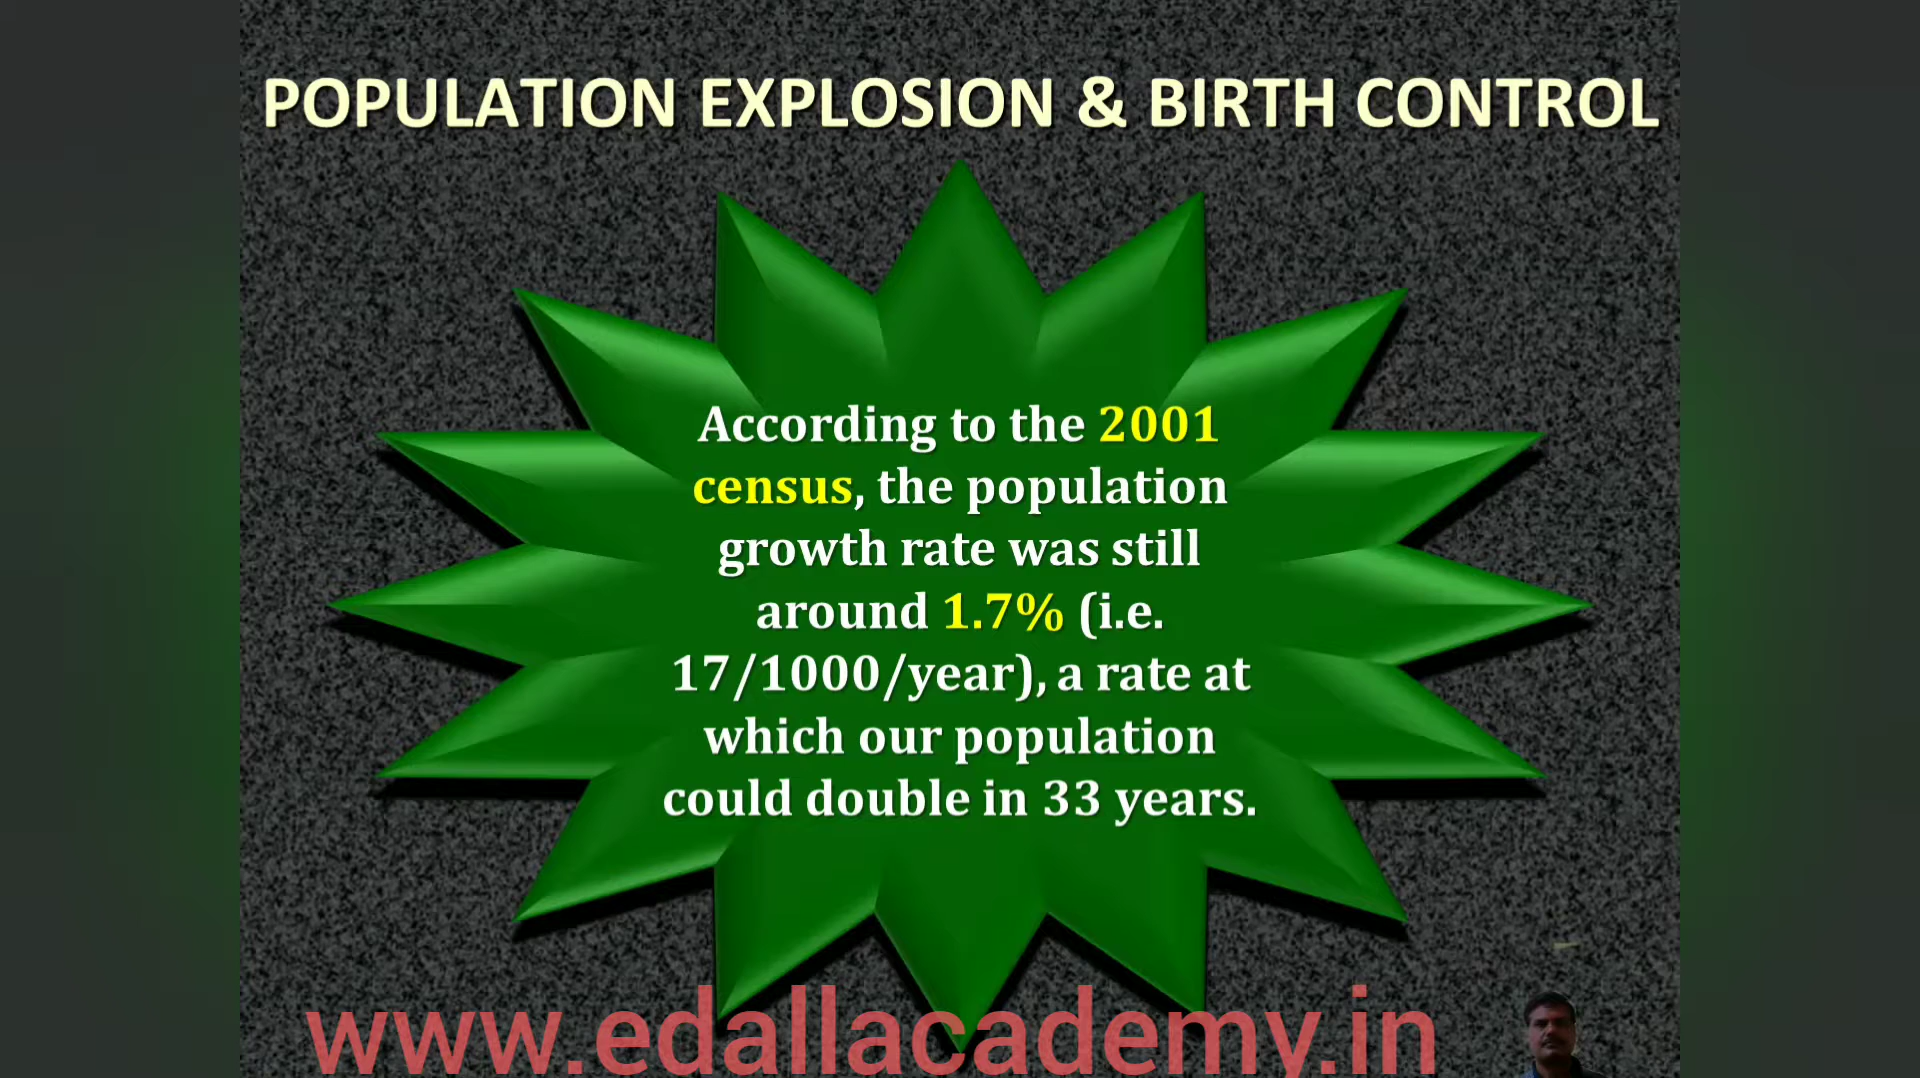 POPULATION EXPLOSION & BIRTH CONTROL
According to the 2001
census, the population
growth rate was still
around 1.7% (i.e.
17/1000/year), a rate at
which our population
could double in 33 years.
www.edallacademy.in